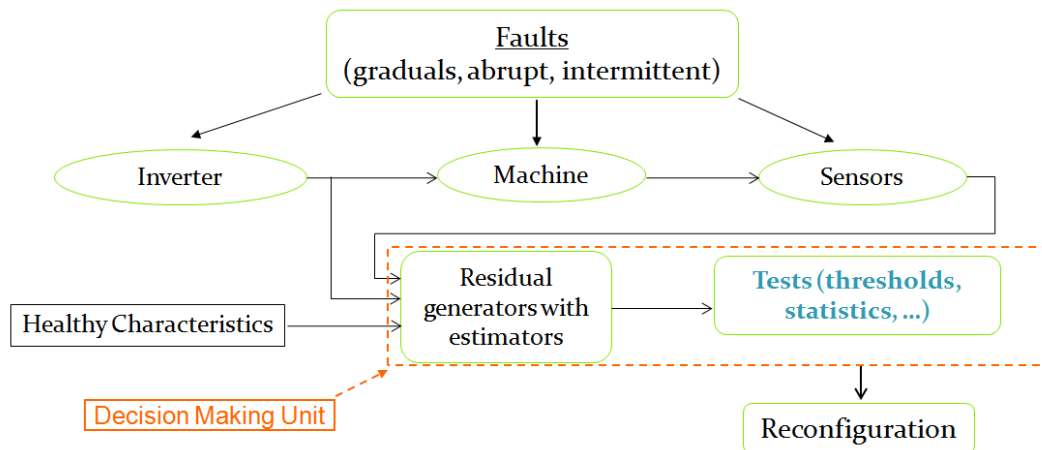 Faults
(graduals, abrupt, intermittent)
Inverter
Machine
Sensors
Residual
generators with
estimators
Tests (thresholds,
statistics, ...)
Healthy Characteristics
Decision Making Unit
Reconfiguration